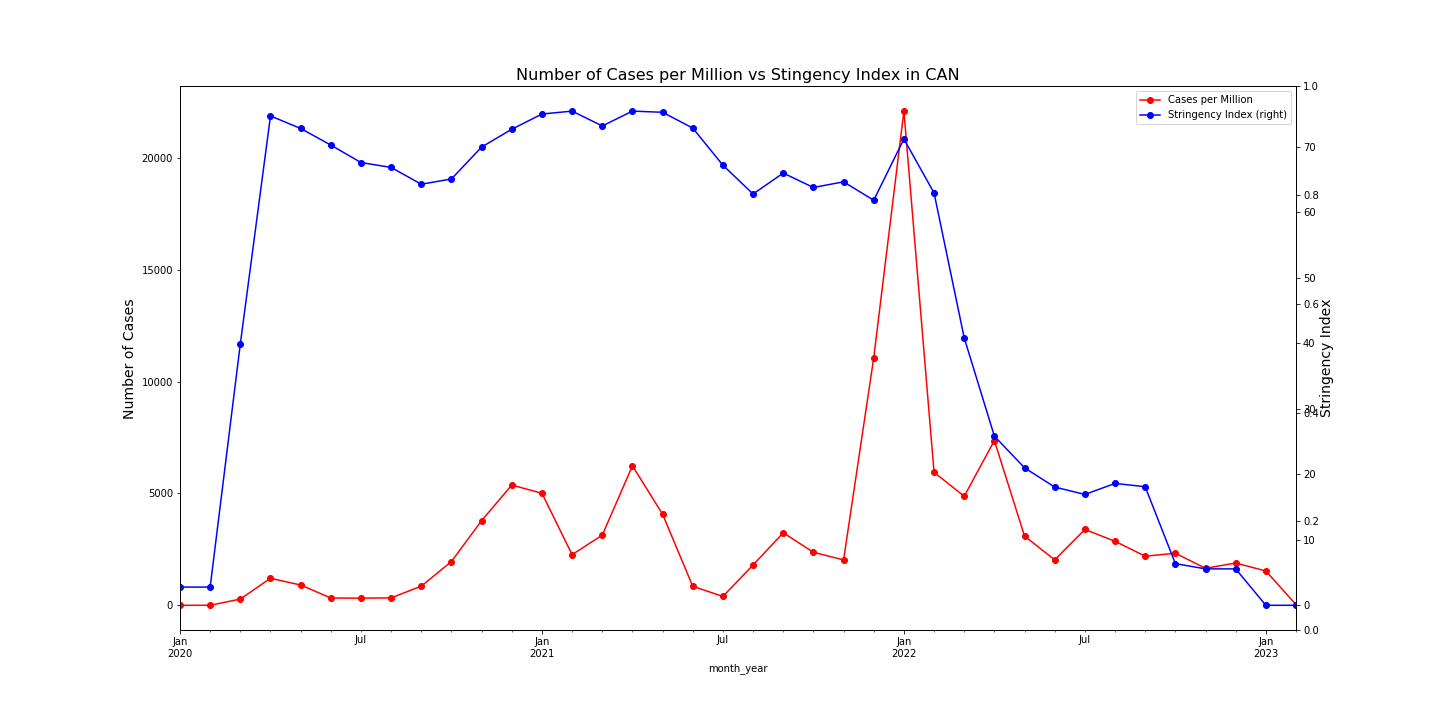 Number of Cases per Million vs Stingency Index in CAN
Cases per Million
Stringency Index (right)
Number of Cases
20000
15000
10000
5000
0
1.0
70
0.8
60
50
0.6
40
30
0.4
20
0.2
10
0
0.0
Stringency Index
Jan
2020
Jul
Jan
2021
Jul
Jan
2022
Jul
Jan
2023
month_year